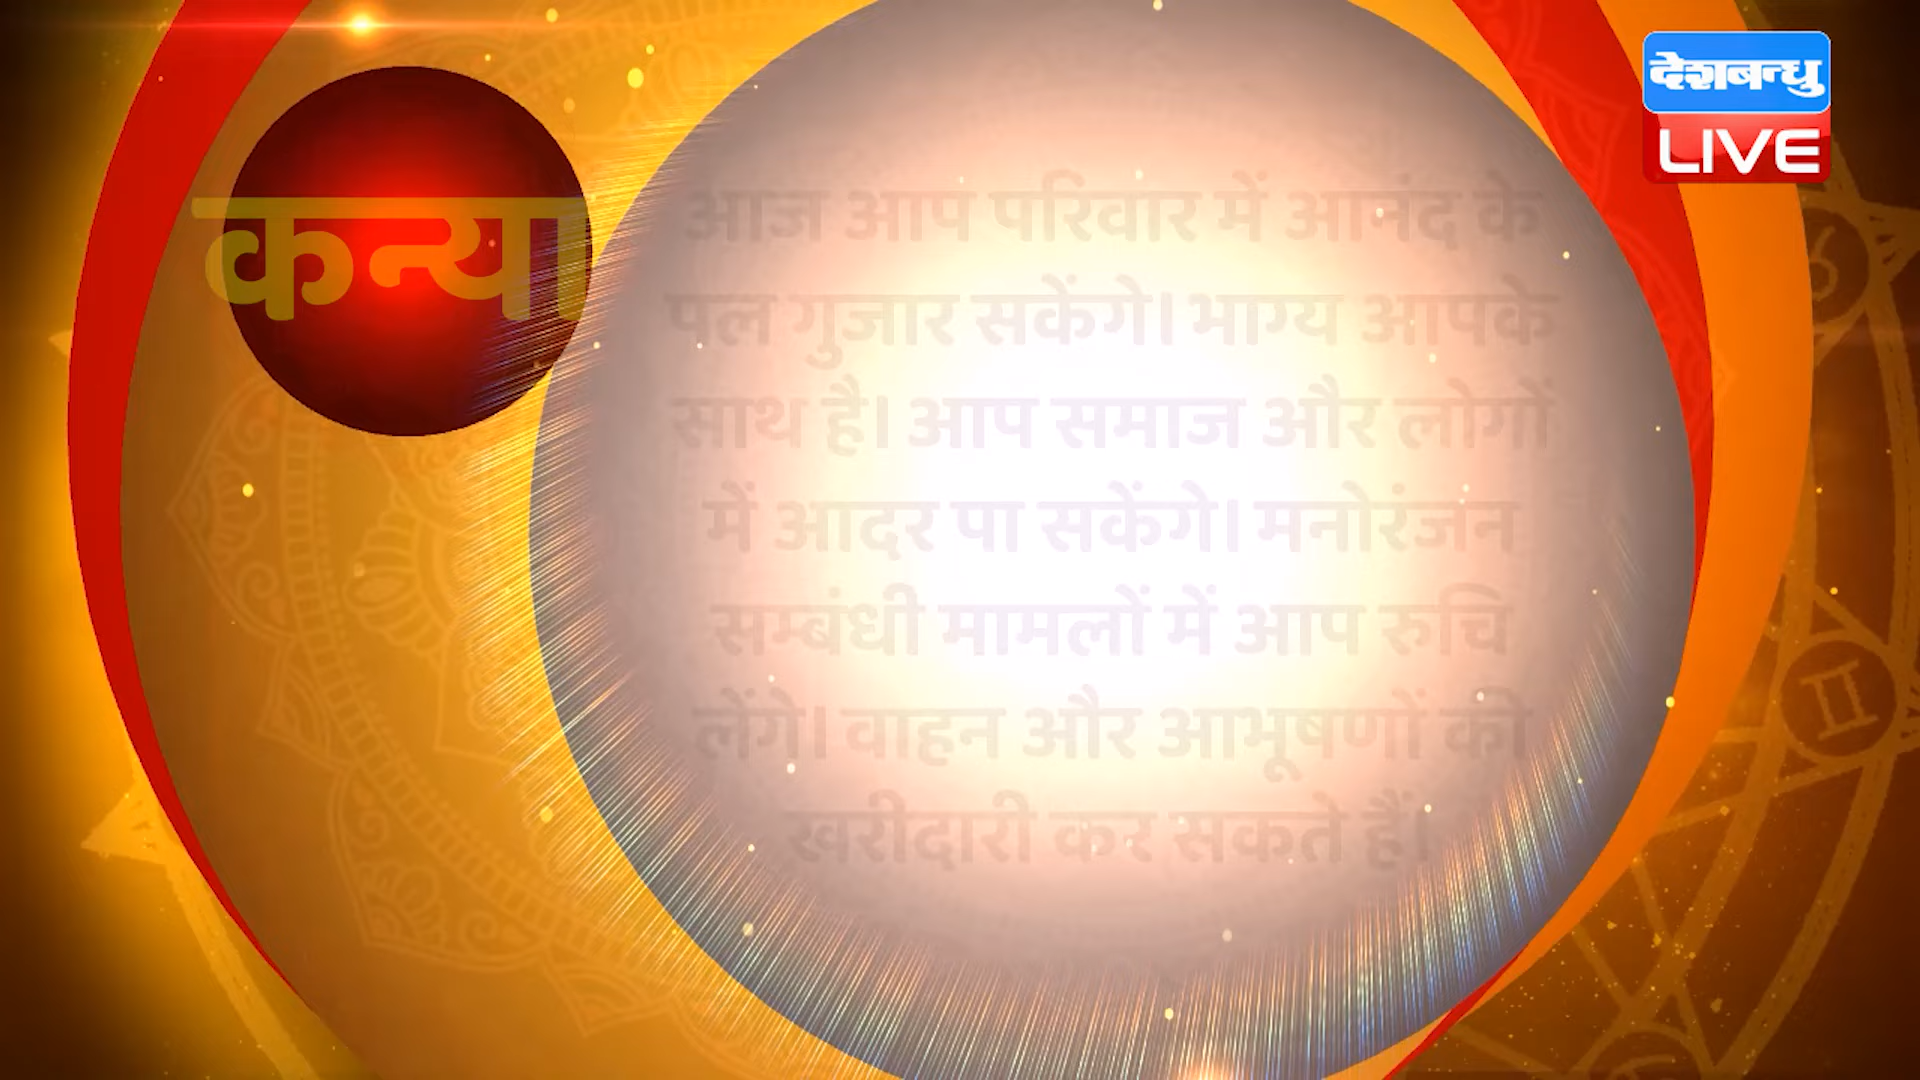 देशबन्धु
LIVE
कन्या
आज आप परिवार में आनंद के
पल गुजार सकेंगे। भाग्य आपके
साथ है। आप समाज और लोगों
में आदर पा सकेंगे। मनोरंजन
सम्बंधी मामलों में आप रुचि
लेंगे। वाहन और आभूषणों की
खरीदारी कर सकते हैं।